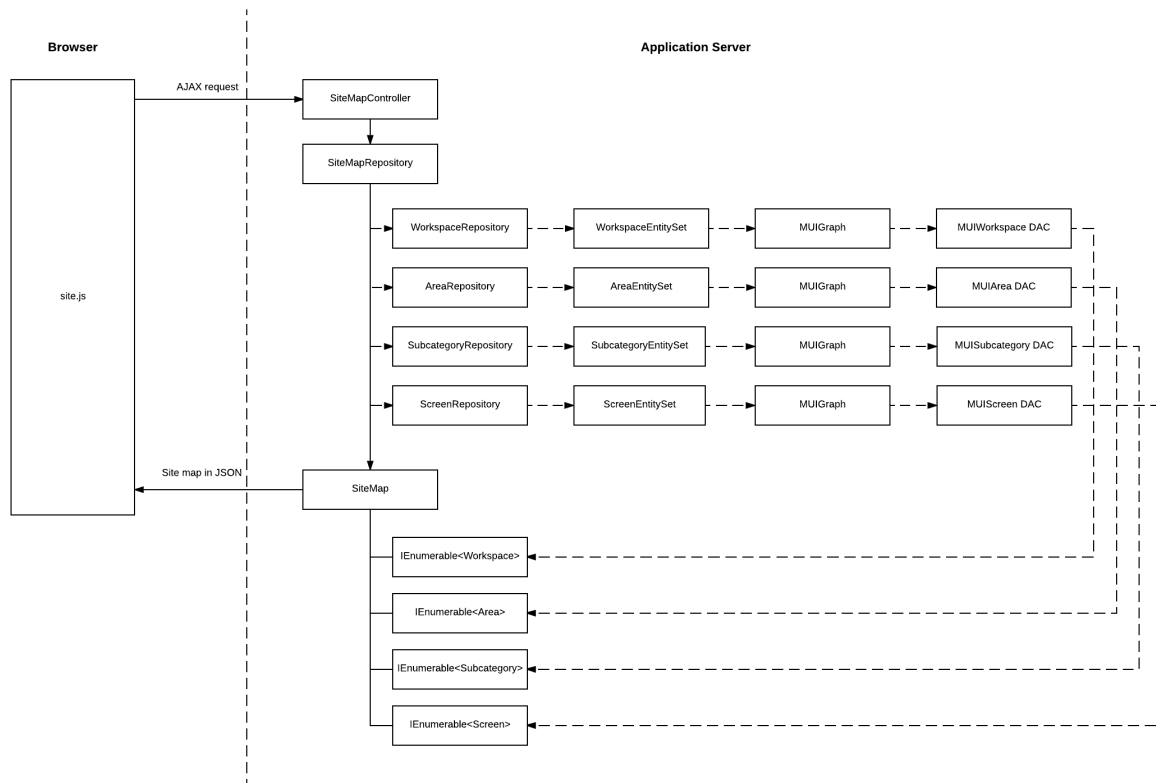 Browser
Application Server
AJAX request
SiteMapController
SiteMapRepository
WorkspaceRepository
WorkspaceEntitySet
MUIGraph
MUIWorkspace DAC
AreaRepository
AreaEntitySet
MUIGraph
MUIArea DAC
site.js
SubcategoryRepository
SubcategoryEntitySet
MUIGraph
MUISubcategory DAC
ScreenRepository
ScreenEntitySet
MUIGraph
MUIScreen DAC
Site map in JSON
SiteMap
IEnumerable<Workspace>
IEnumerable<Area>
IEnumerable<Subcategory>
IEnumerable<Screen>